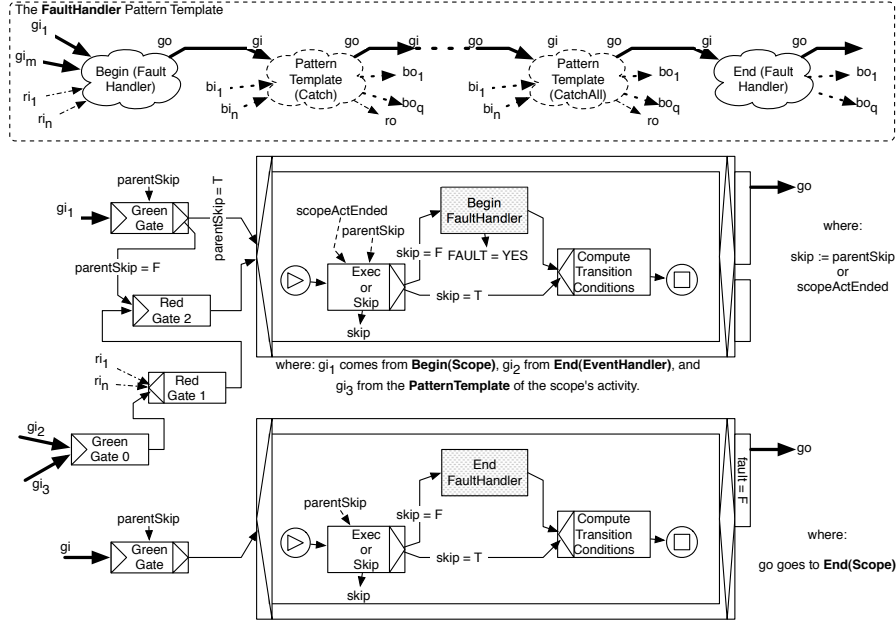 The FaultHandler Pattern Template
gi1
gim
ri1
rin
Begin (Fault
Handler)
go
gi
bi1
bin
Pattern
Template
(Catch)
go
bo1
boq
ro
gi
go
gi
bi1
bin
Pattern
Template
(CatchAll)
go
bo1
boq
ro
gi
End (Fault
Handler)
go
bo1
boq
parentSkip
gi1
Green
Gate
parentSkip = T
parentSkip = F
Red
Gate 2
ri1
rin
Red
Gate 1
gi2
gi3
Green
Gate 0
scopeActEnded
parentSkip
Exec
or
Skip
skip
skip = F
skip = T
Begin
FaultHandler
FAULT = YES
Compute
Transition
Conditions
go
where:
skip := parentSkip
or
scopeActEnded
where: gi1 comes from Begin(Scope), gi2 from End(EventHandler), and
gi3 from the PatternTemplate of the scope's activity.
parentSkip
gi
Green
Gate
parentSkip
Exec
or
Skip
skip
skip = F
skip = T
End
FaultHandler
Compute
Transition
Conditions
fault = F
go
where:
go goes to End(Scope)